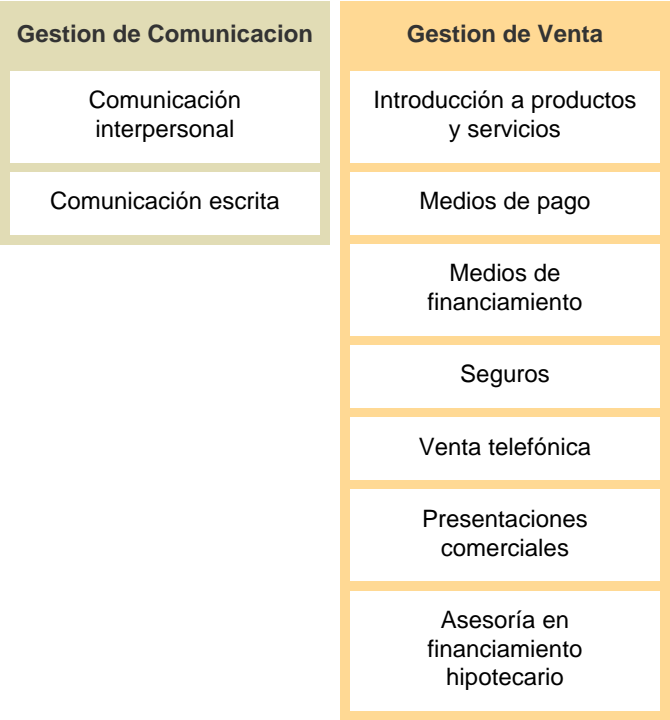 Gestion de Comunicacion
Comunicación
interpersonal
Comunicación escrita
Gestion de Venta
Introducción a productos
y servicios
Medios de pago
Medios de
financiamiento
Seguros
Venta telefónica
Presentaciones
comerciales
Asesoría en
financiamiento
hipotecario